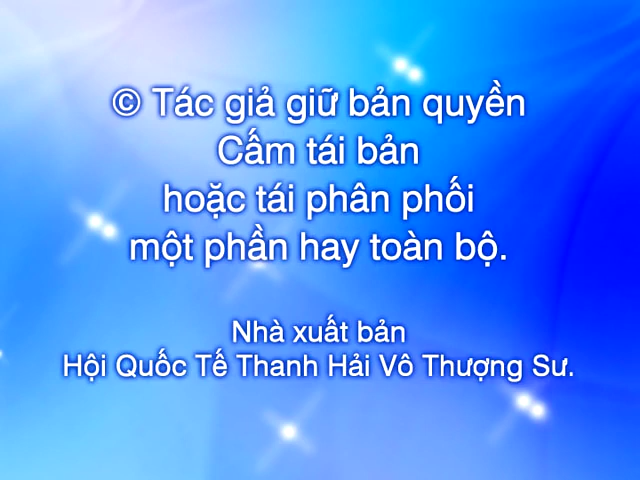 © Tác giả giữ bản quyền
Cấm tái bản
hoặc tái phân phối
một phần hay toàn bộ.
Nhà xuất bản
Hội Quốc Tế Thanh Hải Vô Thượng Sư.